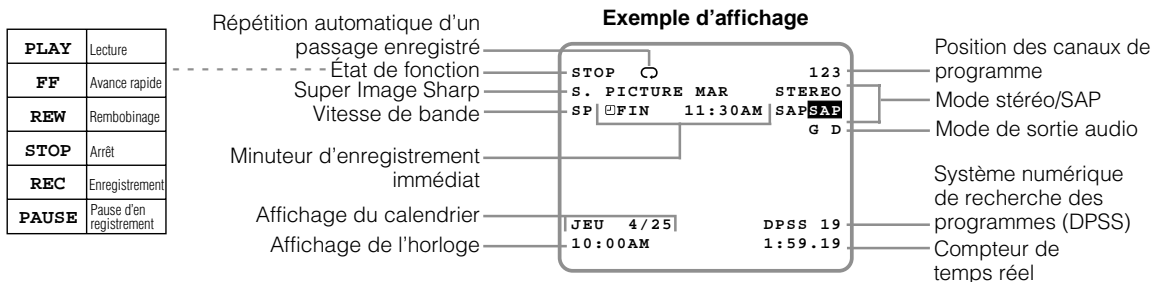 Exemple d'affichage
PLAY Lecture
FF Avance rapide
REW Rembobinage
STOP Arrêt
REC Enregistrement
PAUSE Pause d'en
registrement
Répétition automatique d'un
passage enregistré
État de fonction
Super Image Sharp
Vitesse de bande
Minuteur d'enregistrement
immédiat
Affichage du calendrier
Affichage de l'horloge
STOP 123
S. PICTURE MAR STEREO
SP FIN 11:30AM SAP SAP
G D
JEU 4/25 DPSS 19
10:00AM 1:59.19
Position des canaux de
programme
Mode stéréo/SAP
Mode de sortie audio
Système numérique
de recherche des
programmes (DPSS)
Compteur de
temps réel